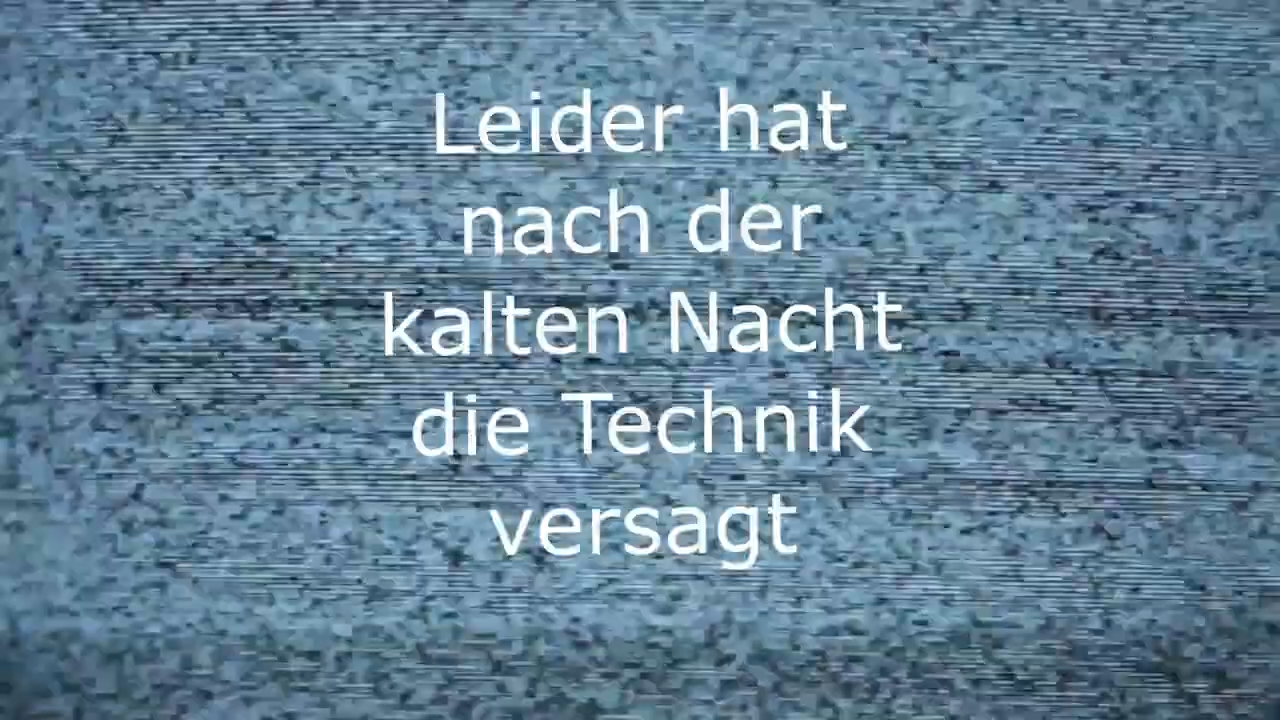 Leider hat
nach der
kalten Nacht
die Technik
versagt